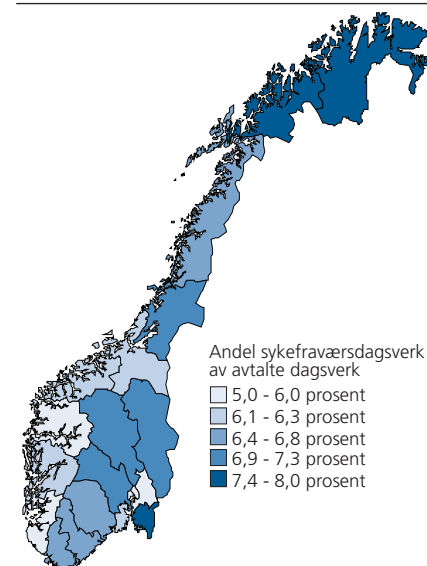 Andel sykefraværsdagsverk
av avtalte dagsverk
5,0 - 6,0 prosent
6,1 - 6,3 prosent
6,4 - 6,8 prosent
6,9 - 7,3 prosent
7,4 - 8,0 prosent